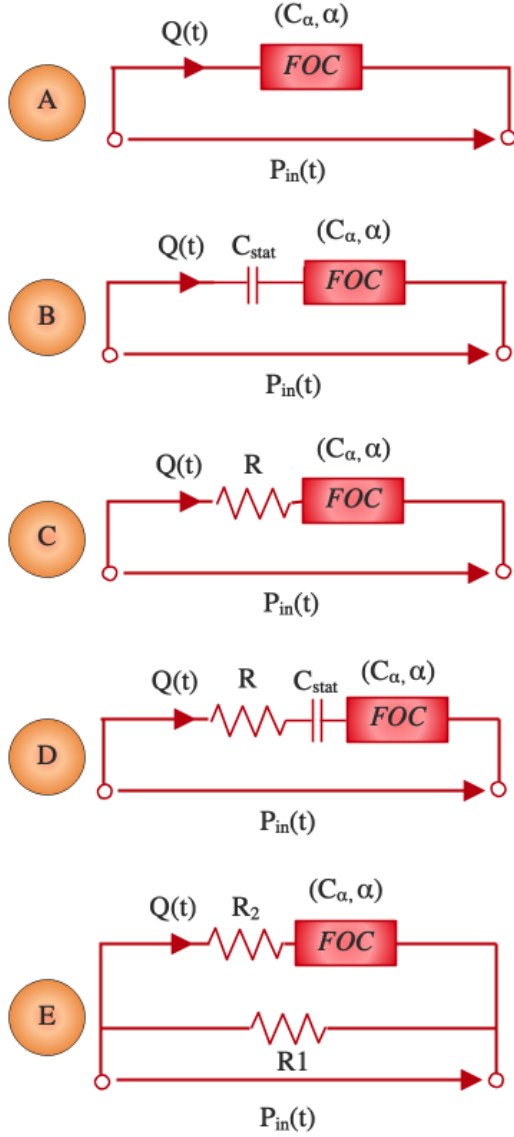 (Cα, α)
Q(t)
FOC
A
Pin(t)
(Cα, α)
Q(t) Cstat
FOC
B
Pin(t)
(Cα, α)
Q(t) R
FOC
C
Pin(t)
(Cα, α)
Q(t) R Cstat
FOC
D
Pin(t)
(Cα, α)
Q(t) R2
FOC
E
R1
Pin(t)